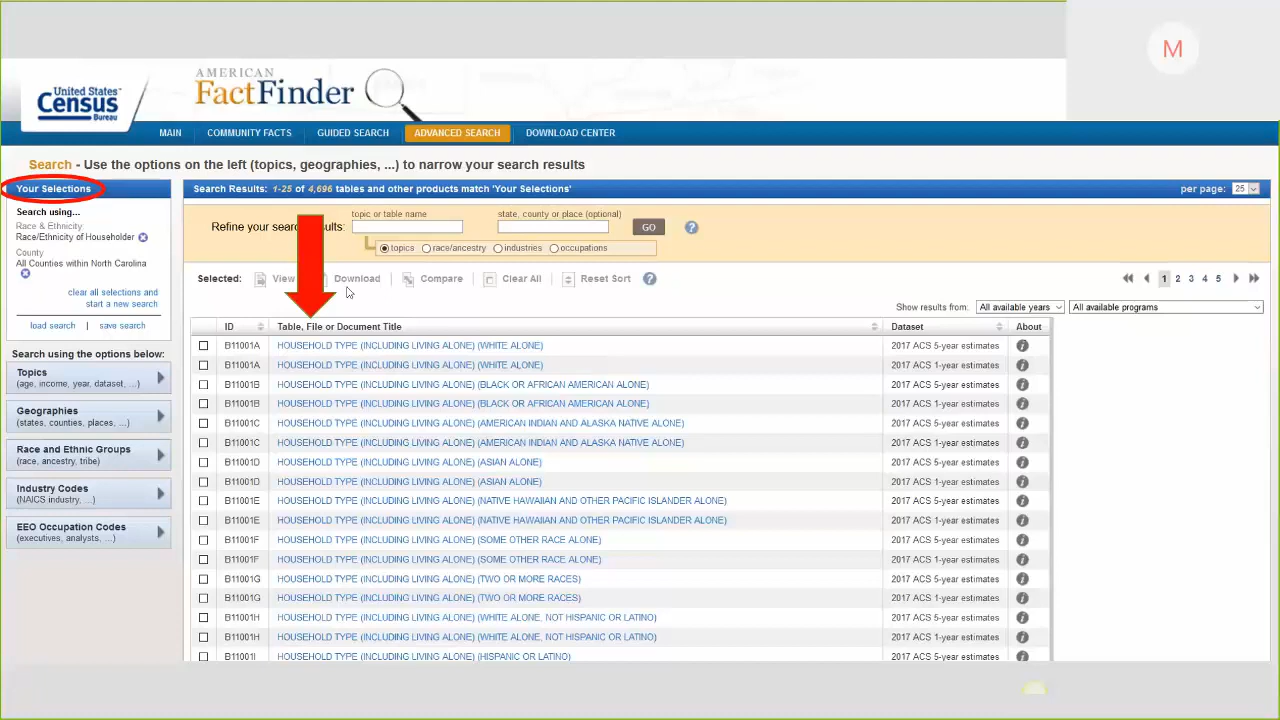 M
United States
Census
Bureau
AMERICAN
FactFinder
MAIN COMMUNITY FACTS GUIDED SEARCH ADVANCED SEARCH DOWNLOAD CENTER
Search - Use the options on the left (topics, geographies, ...) to narrow your search results
Your Selections
Search using...
Race & Ethnicity
Race/Ethnicity of Householder
County
All Counties within North Carolina
clear all selections and
start a new search
load search | save search
Search using the options below:
Topics
(age, income, year, dataset, ...)
Geographies
(states, counties, places, ...)
Race and Ethnic Groups
(race, ancestry, tribe)
Industry Codes
(NAICS industry, ...)
EEO Occupation Codes
(executives, analysts, ...)
Search Results: 1-25 of 4,696 tables and other products match 'Your Selections' per page: 25
topic or table name state, county or place (optional)
Refine your search results: GO ?
topics race/ancestry industries occupations
Selected: View Download | Compare | Clear All | Reset Sort ? 1 2 3 4 5
Show results from: All available years All available programs
ID Table, File or Document Title Dataset About
B11001A HOUSEHOLD TYPE (INCLUDING LIVING ALONE) (WHITE ALONE) 2017 ACS 5-year estimates i
B11001A HOUSEHOLD TYPE (INCLUDING LIVING ALONE) (WHITE ALONE) 2017 ACS 1-year estimates i
B11001B HOUSEHOLD TYPE (INCLUDING LIVING ALONE) (BLACK OR AFRICAN AMERICAN ALONE) 2017 ACS 5-year estimates i
B11001B HOUSEHOLD TYPE (INCLUDING LIVING ALONE) (BLACK OR AFRICAN AMERICAN ALONE) 2017 ACS 1-year estimates i
B11001C HOUSEHOLD TYPE (INCLUDING LIVING ALONE) (AMERICAN INDIAN AND ALASKA NATIVE ALONE) 2017 ACS 5-year estimates i
B11001C HOUSEHOLD TYPE (INCLUDING LIVING ALONE) (AMERICAN INDIAN AND ALASKA NATIVE ALONE) 2017 ACS 1-year estimates i
B11001D HOUSEHOLD TYPE (INCLUDING LIVING ALONE) (ASIAN ALONE) 2017 ACS 5-year estimates i
B11001D HOUSEHOLD TYPE (INCLUDING LIVING ALONE) (ASIAN ALONE) 2017 ACS 1-year estimates i
B11001E HOUSEHOLD TYPE (INCLUDING LIVING ALONE) (NATIVE HAWAIIAN AND OTHER PACIFIC ISLANDER ALONE) 2017 ACS 5-year estimates i
B11001E HOUSEHOLD TYPE (INCLUDING LIVING ALONE) (NATIVE HAWAIIAN AND OTHER PACIFIC ISLANDER ALONE) 2017 ACS 1-year estimates i
B11001F HOUSEHOLD TYPE (INCLUDING LIVING ALONE) (SOME OTHER RACE ALONE) 2017 ACS 5-year estimates i
B11001F HOUSEHOLD TYPE (INCLUDING LIVING ALONE) (SOME OTHER RACE ALONE) 2017 ACS 1-year estimates i
B11001G HOUSEHOLD TYPE (INCLUDING LIVING ALONE) (TWO OR MORE RACES) 2017 ACS 5-year estimates i
B11001G HOUSEHOLD TYPE (INCLUDING LIVING ALONE) (TWO OR MORE RACES) 2017 ACS 1-year estimates i
B11001H HOUSEHOLD TYPE (INCLUDING LIVING ALONE) (WHITE ALONE, NOT HISPANIC OR LATINO) 2017 ACS 5-year estimates i
B11001H HOUSEHOLD TYPE (INCLUDING LIVING ALONE) (WHITE ALONE, NOT HISPANIC OR LATINO) 2017 ACS 1-year estimates i
B11001I HOUSEHOLD TYPE (INCLUDING LIVING ALONE) (HISPANIC OR LATINO) 2017 ACS 5-year estimates i